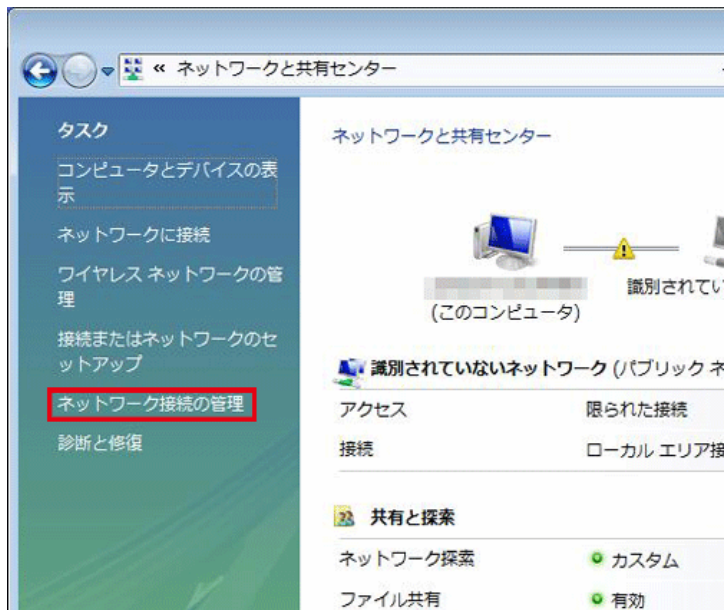 « ネットワークと共有センター
タスク
コンピュータとデバイスの表
示
ネットワークに接続
ワイヤレス ネットワークの管
理
接続またはネットワークのセ
ットアップ
ネットワーク接続の管理
診断と修復
ネットワークと共有センター
(このコンピュータ)
識別されてい
識別されていないネットワーク (パブリック ネ
アクセス 限られた接続
接続 ローカル エリア接
共有と探索
ネットワーク探索 カスタム
ファイル共有 有効